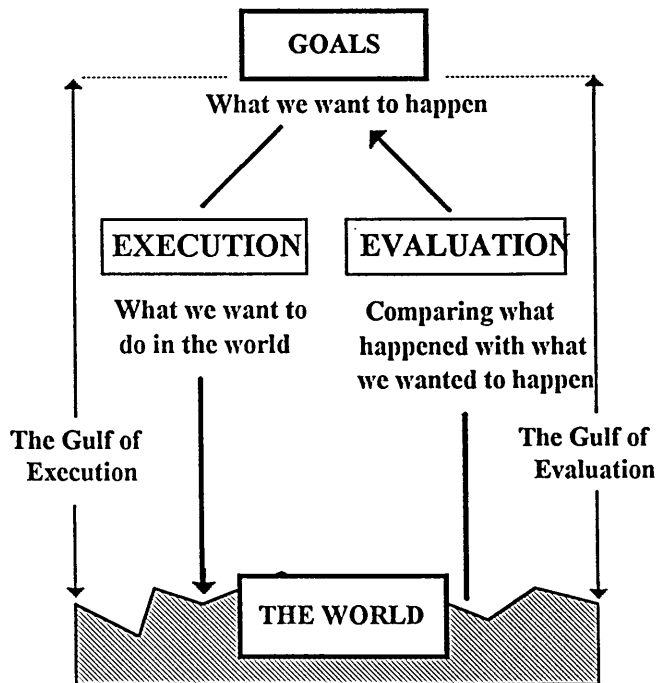 GOALS
What we want to happen
EXECUTION
EVALUATION
What we want to
do in the world
Comparing what
happened with what
we wanted to happen
The Gulf of
Execution
The Gulf of
Evaluation
THE WORLD